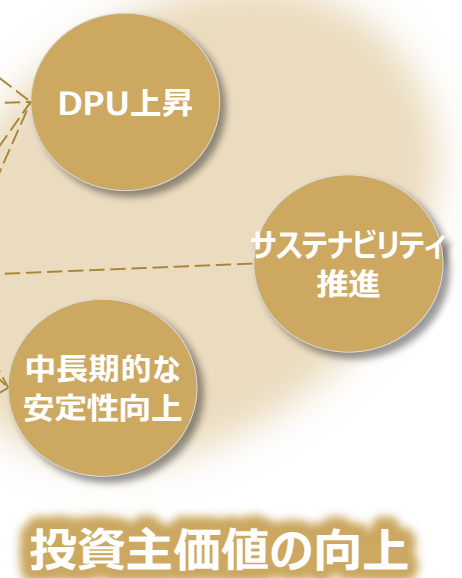 DPU上昇
サステナビリティ
推進
中長期的な
安定性向上
投資主価値の向上